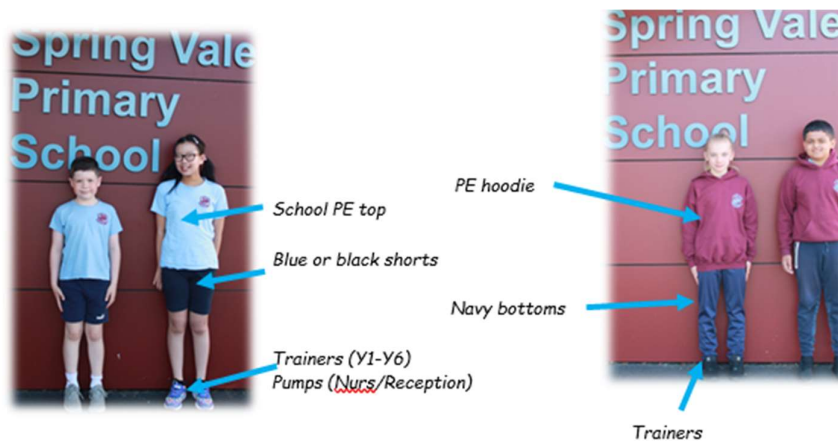 Spring Vale
Primary
School
School PE top
Blue or black shorts
Trainers (Y1-Y6)
Pumps (Nurs/Reception)
Spring Vale
Primary
School
PE hoodie
Navy bottoms
Trainers